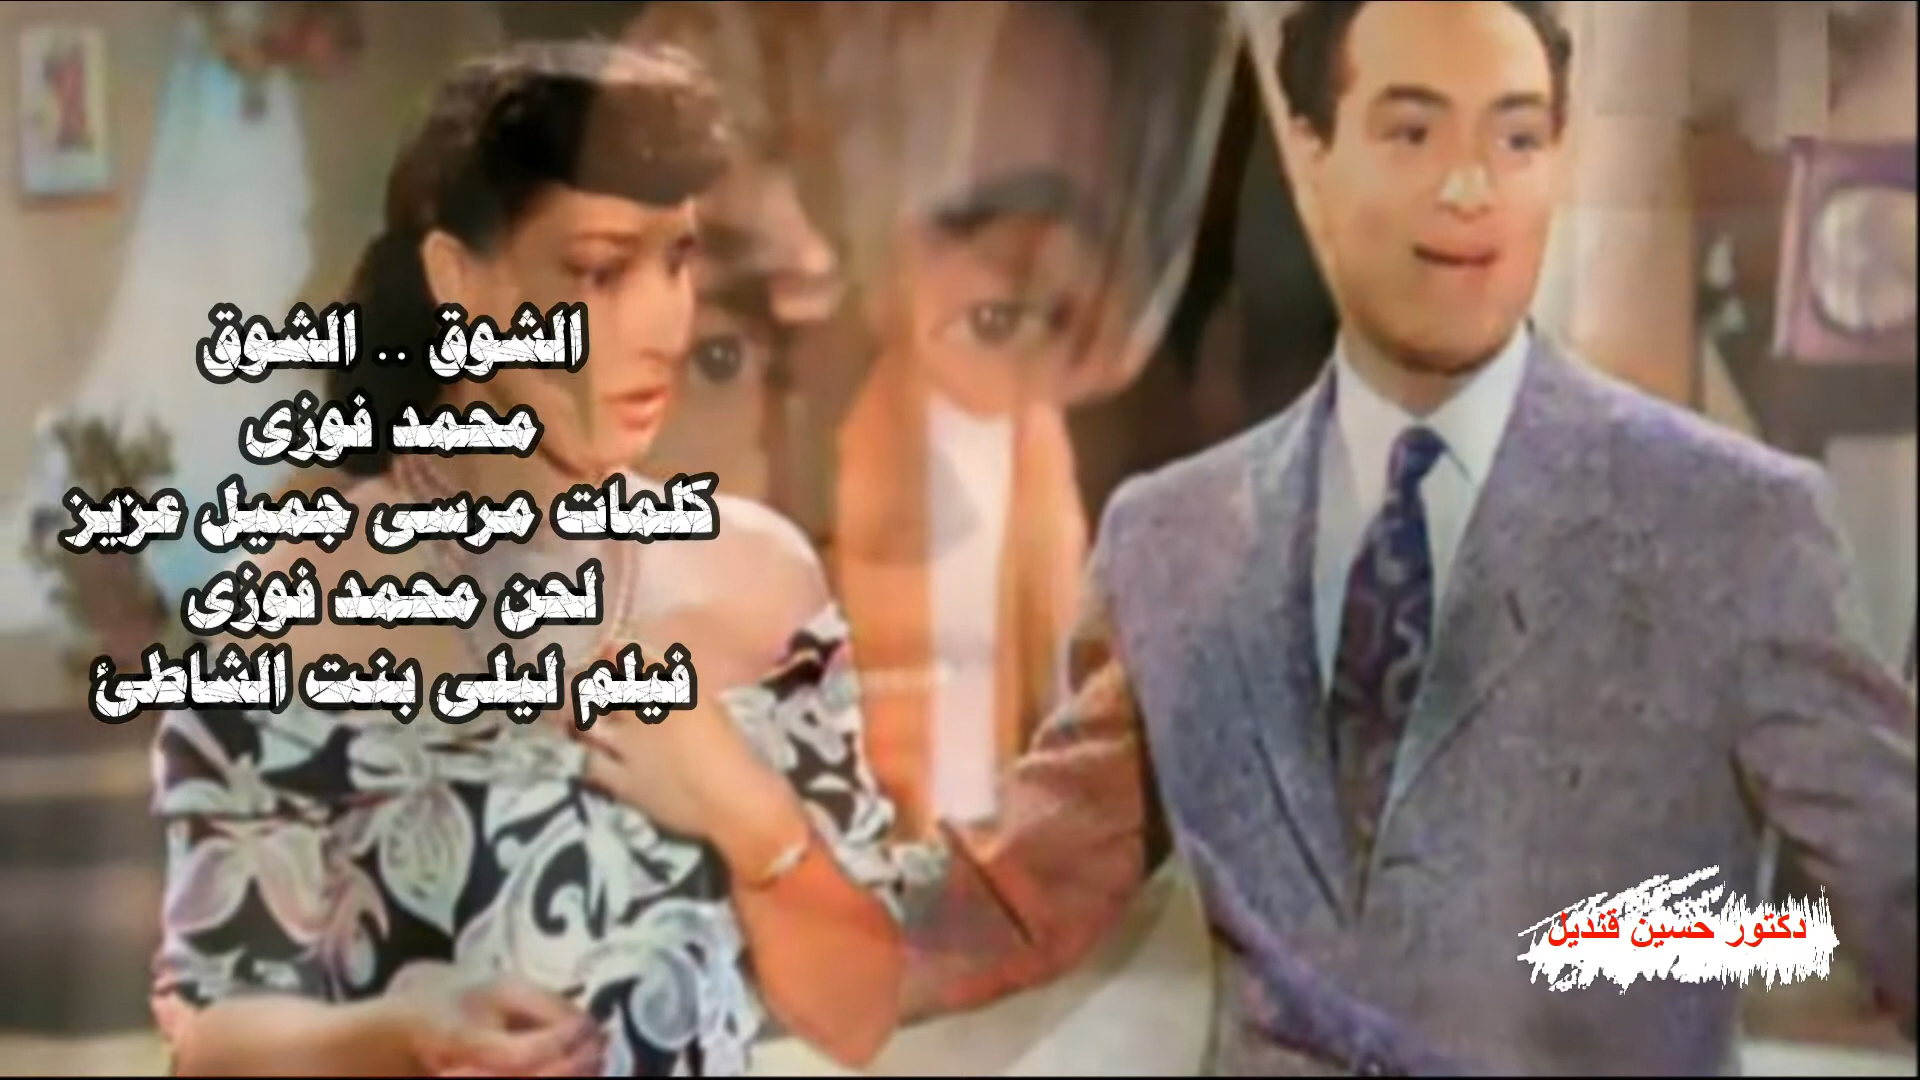 الشوق .. الشوق
محمد فوزى
كلمات مرسى جميل عزيز
لحن محمد فوزى
فيلم ليلى بنت الشاطئ
دكتور حسين قنديل